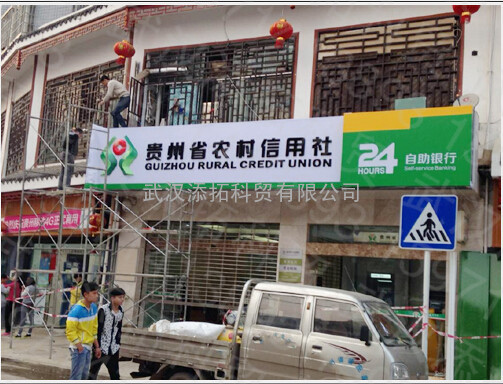 贵州省农村信用社
GUIZHOU RURAL CREDIT UNION
24
HOURS
自助银行
Self-service Banking
武汉添拓科贸有限公司